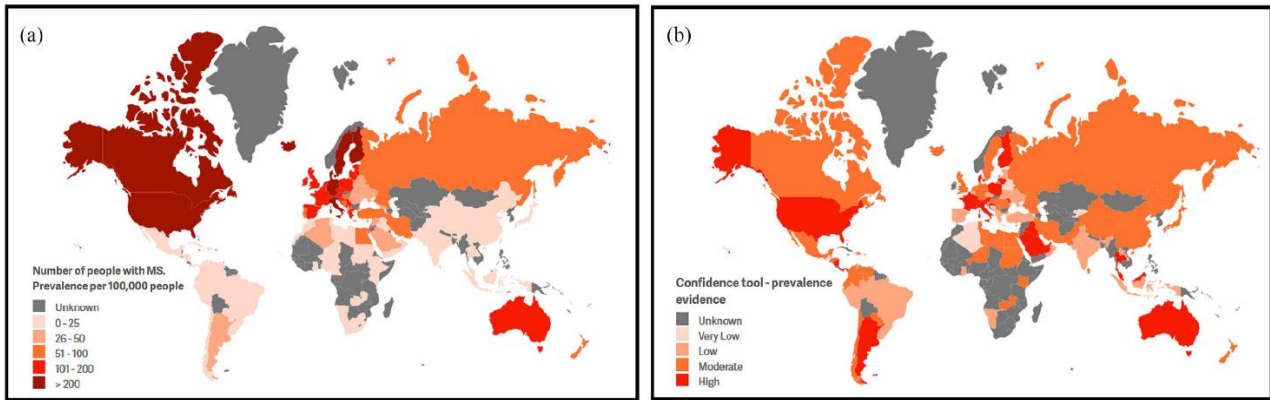 (a)
Number of people with MS.
Prevalence per 100,000 people
Unknown
0 - 25
26 - 50
51 - 100
101 - 200
> 200
(b)
Confidence tool - prevalence
evidence
Unknown
Very Low
Low
Moderate
High